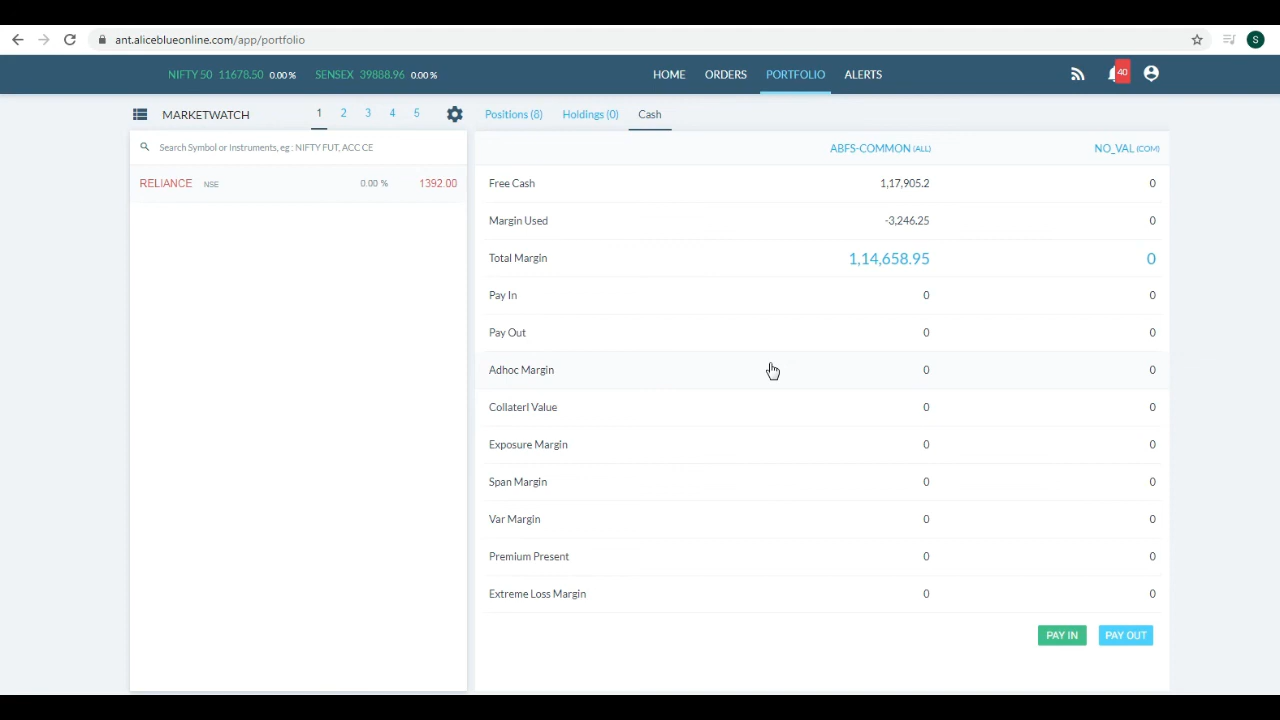 ant.aliceblueonline.com/app/portfolio
S
NIFTY 50 11678.50 0.00 % SENSEX 39888.96 0.00 % HOME ORDERS PORTFOLIO ALERTS 40
MARKETWATCH 1 2 3 4 5 Positions (8) Holdings (0) Cash
Search Symbol or Instruments, eg : NIFTY FUT, ACC CE ABFS-COMMON (ALL) NO_VAL (COM)
RELIANCE NSE 0.00 % 1392.00 Free Cash 1,17,905.2 0
Margin Used -3,246.25 0
Total Margin 1,14,658.95 0
Pay In 0 0
Pay Out 0 0
Adhoc Margin 0 0
Collaterl Value 0 0
Exposure Margin 0 0
Span Margin 0 0
Var Margin 0 0
Premium Present 0 0
Extreme Loss Margin 0 0
PAY IN PAY OUT